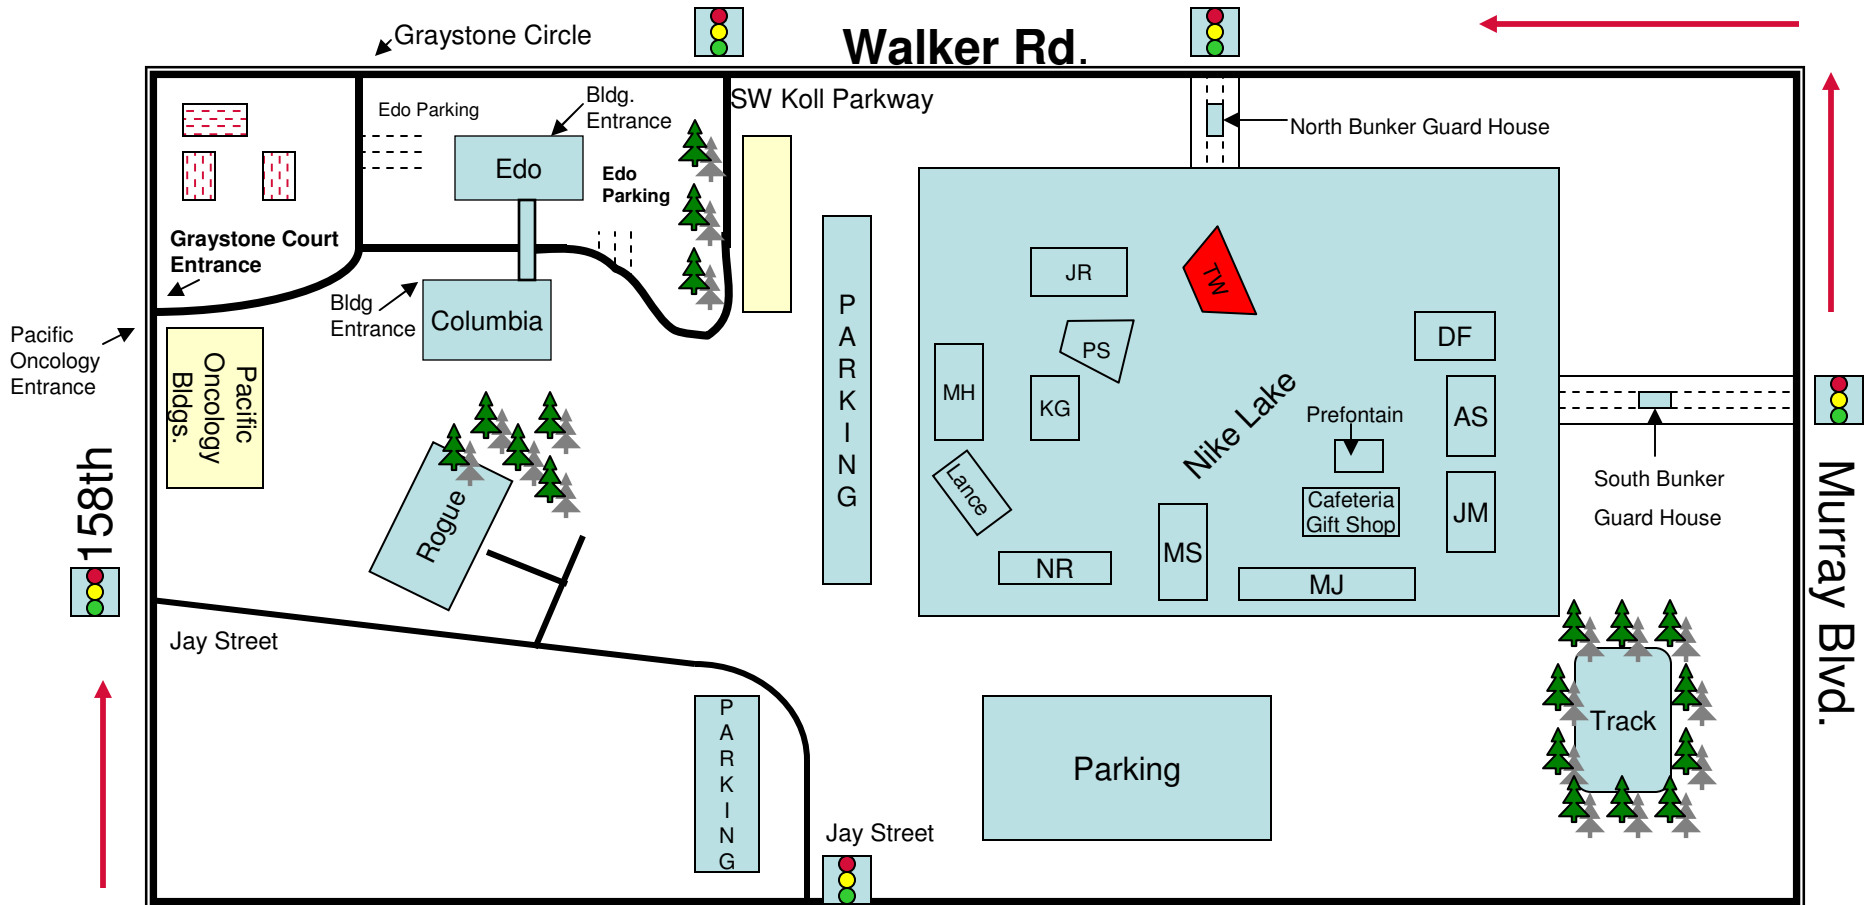 Graystone Circle
Walker Rd.
SW Koll Parkway
Edo Parking
Bldg.
Entrance
Edo
Edo
Parking
North Bunker Guard House
Graystone Court
Entrance
Bldg
Entrance
Columbia
Pacific
Oncology
Entrance
Pacific
Oncology
Bldgs.
PARKING
JR
TW
PS
DF
MH
KG
Nike Lake
Prefontain
AS
Lance
Cafeteria
Gift Shop
JM
MS
NR
MJ
South Bunker
Guard House
158th
Murray Blvd.
Rogue
Jay Street
PARKING
Parking
Track
Jay Street